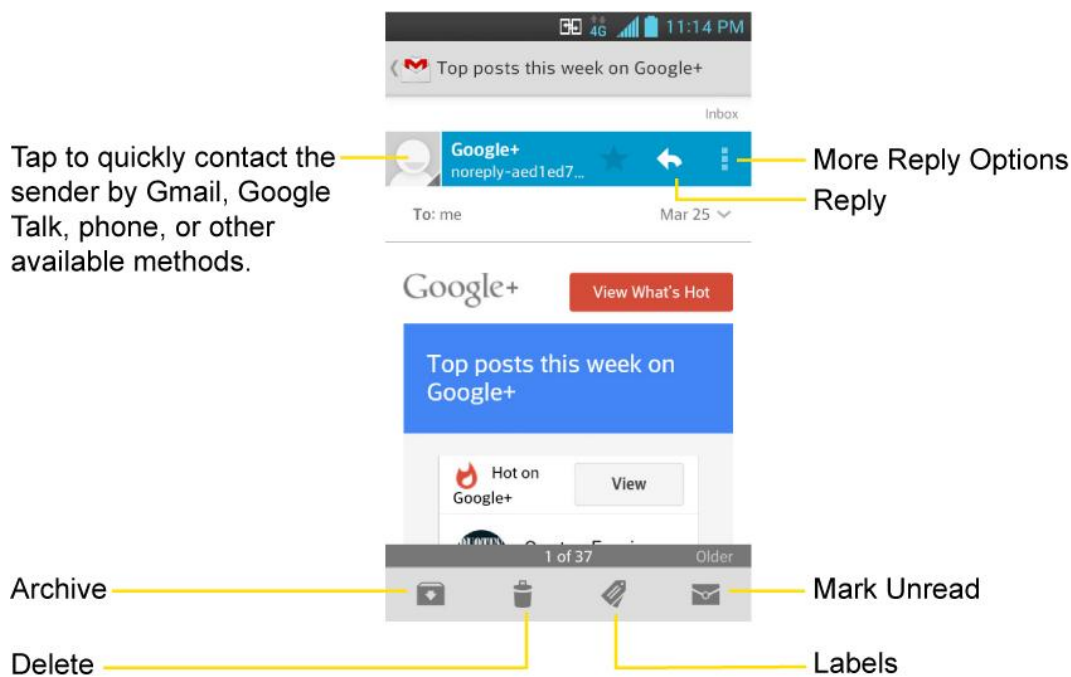 4G 11:14 PM
Top posts this week on Google+
Inbox
Tap to quickly contact the
sender by Gmail, Google
Talk, phone, or other
available methods.
Google+
noreply-aed1ed7...
More Reply Options
Reply
To: me Mar 25
Google+ View What's Hot
Top posts this week on
Google+
Hot on
Google+
View
1 of 37 Older
Archive
Mark Unread
Delete
Labels